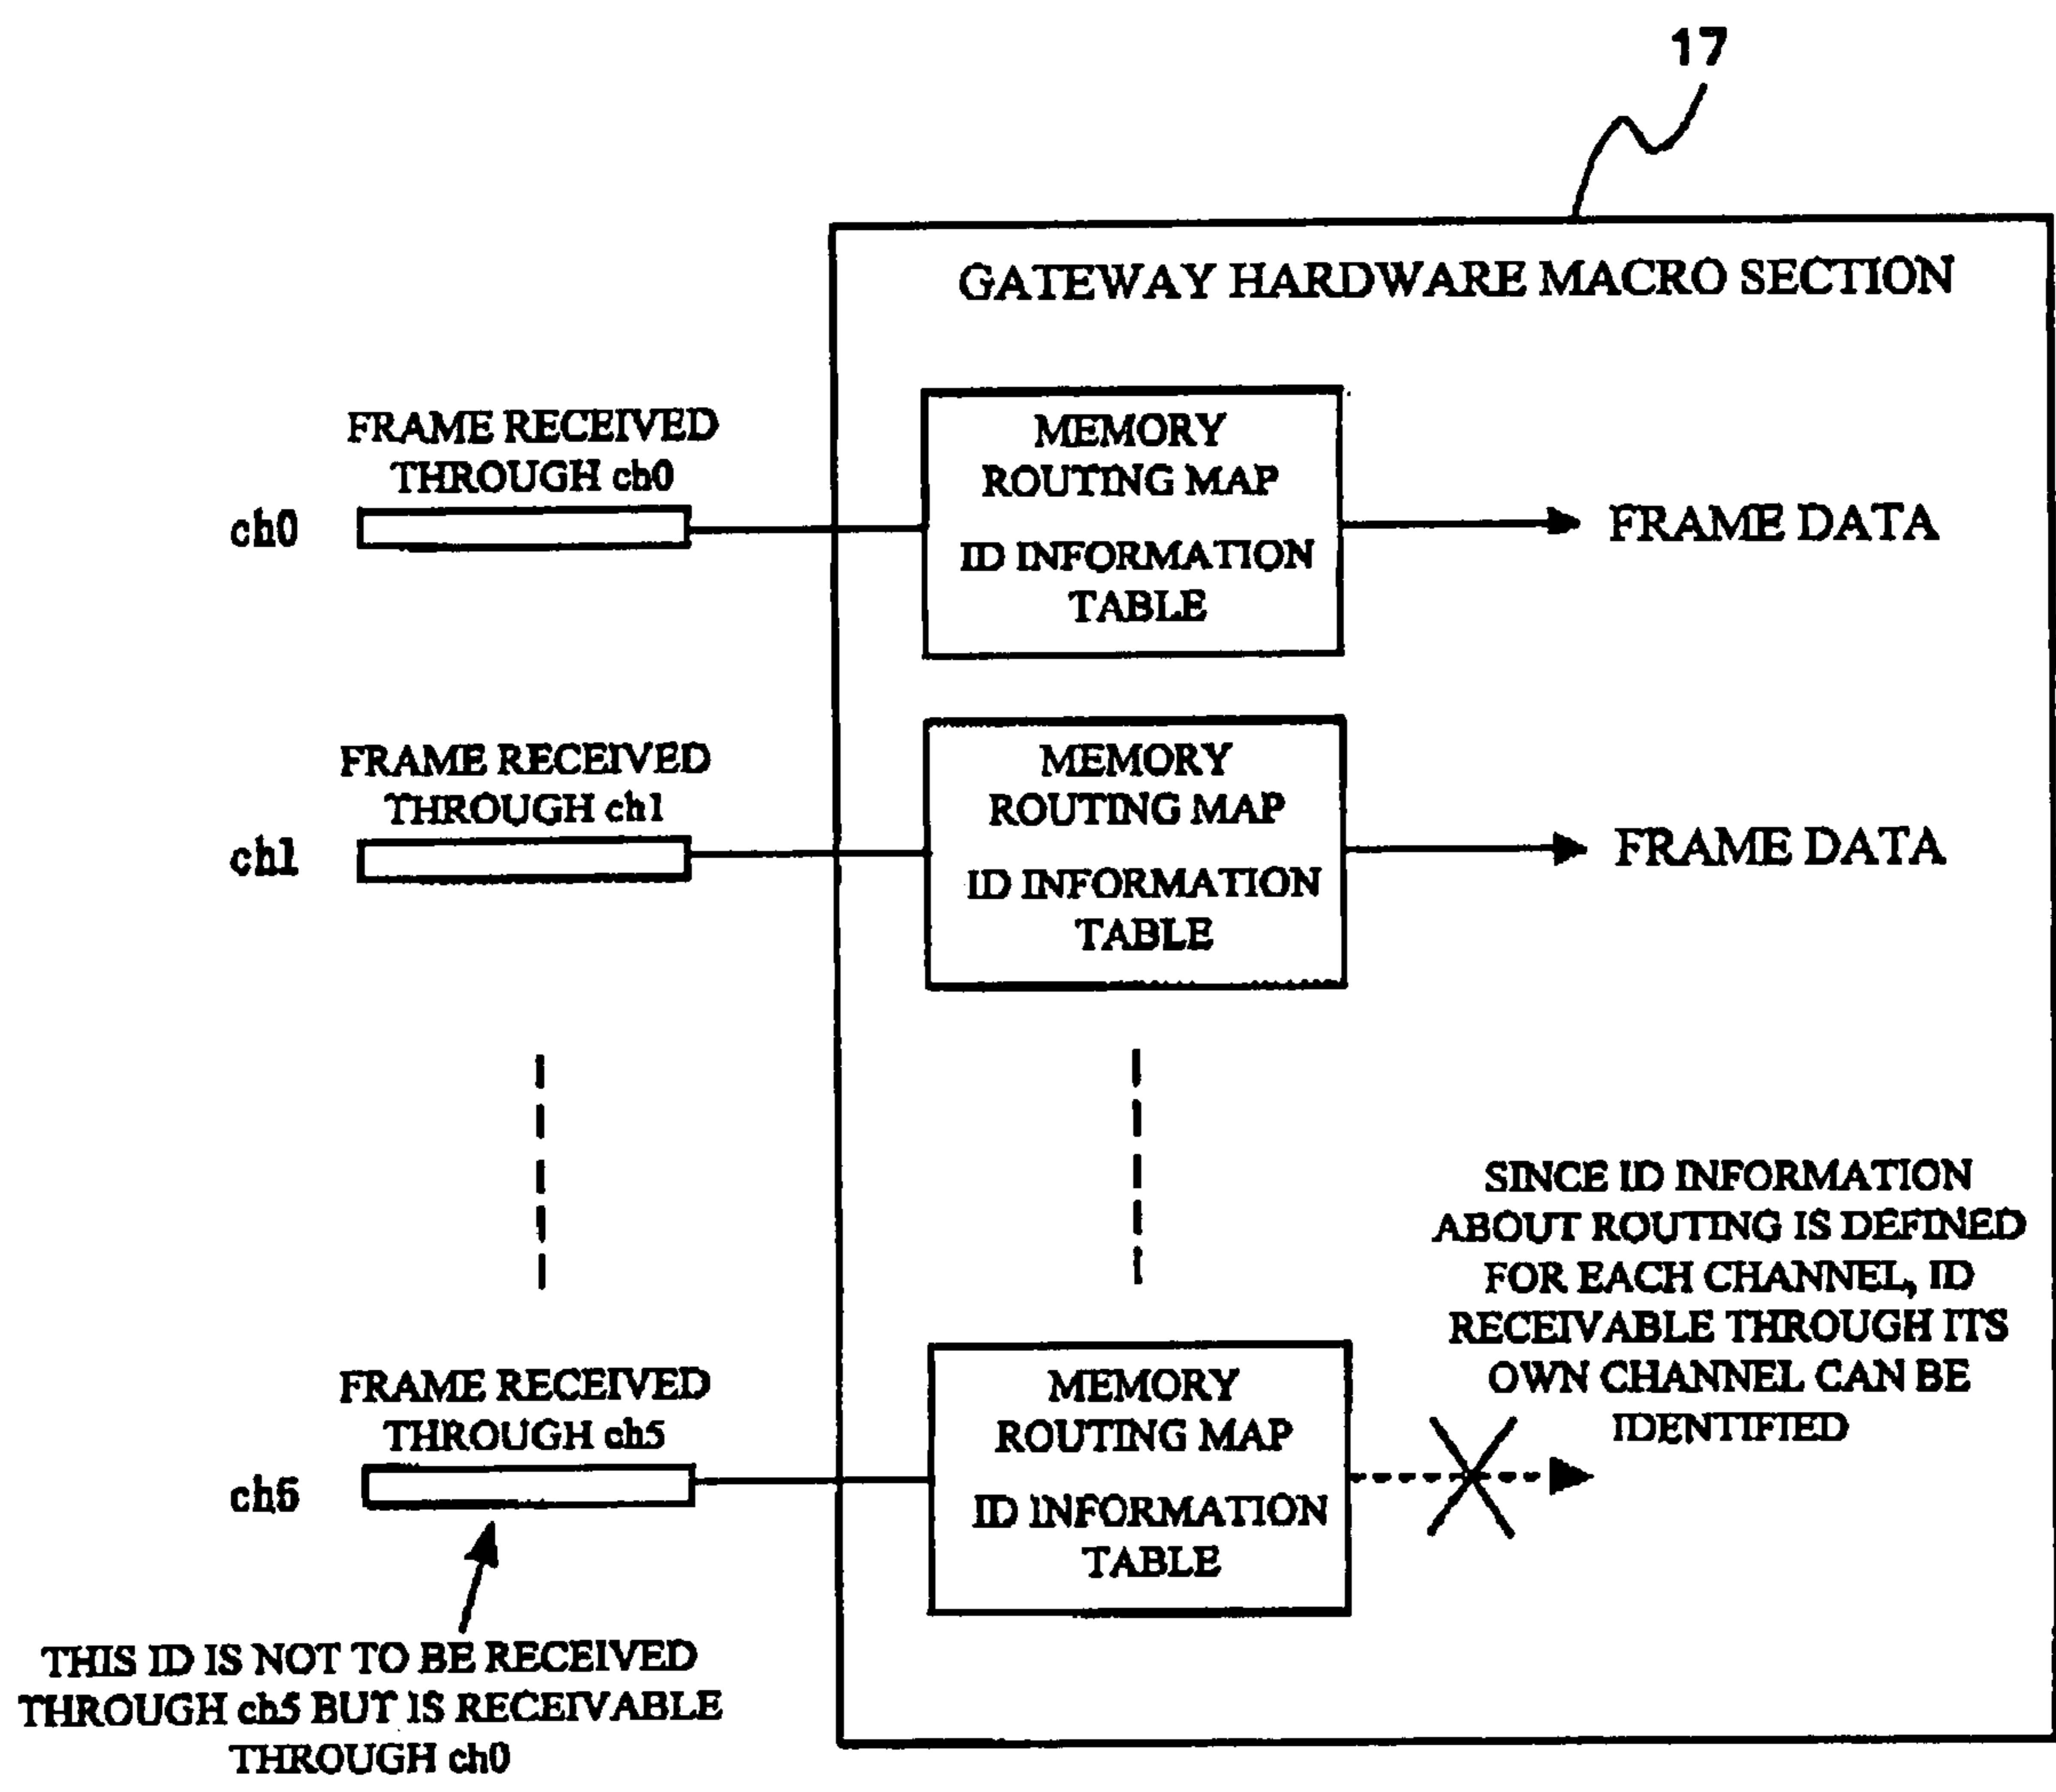 17
GATEWAY HARDWARE MACRO SECTION
FRAME RECEIVED
THROUGH ch0
ch0
MEMORY
ROUTING MAP
ID INFORMATION
TABLE
FRAME DATA
FRAME RECEIVED
THROUGH ch1
ch1
MEMORY
ROUTING MAP
ID INFORMATION
TABLE
FRAME DATA
SINCE ID INFORMATION
ABOUT ROUTING IS DEFINED
FOR EACH CHANNEL, ID
RECEIVABLE THROUGH ITS
OWN CHANNEL CAN BE
IDENTIFIED
FRAME RECEIVED
THROUGH ch5
ch5
MEMORY
ROUTING MAP
ID INFORMATION
TABLE
THIS ID IS NOT TO BE RECEIVED
THROUGH ch5 BUT IS RECEIVABLE
THROUGH ch0